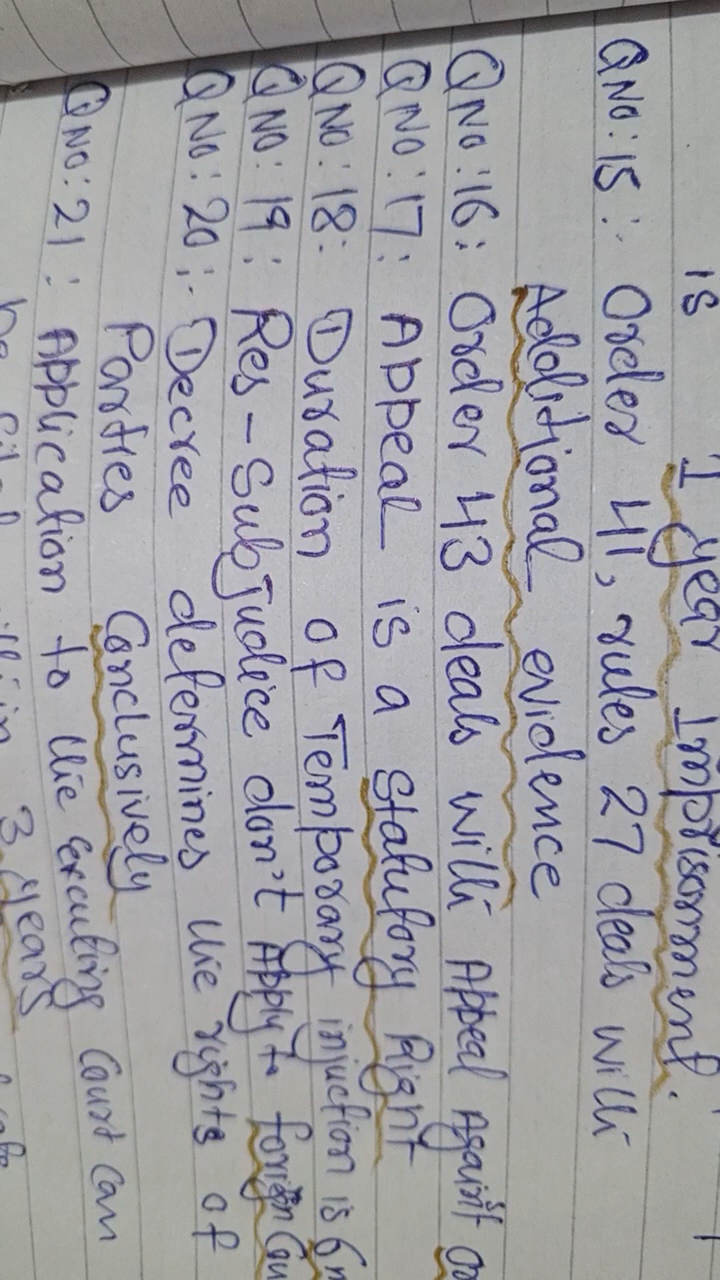 is 1 year Imprisonment.
QNO:15 :- Order 41, rules 27 deals with
Additional evidence
QNO:16: Order 43 deals with Appeal Against
QNO:17: Appeal is a Statutory Right
QNO:18: Duration of Temporary injuction is 6
QNO:19: Res-Subjudice don't Apply to forign
QNO:20:- Decree determines the rights of
Parties Conclusively
QNO:21: Application to the excuting Court can
3 years